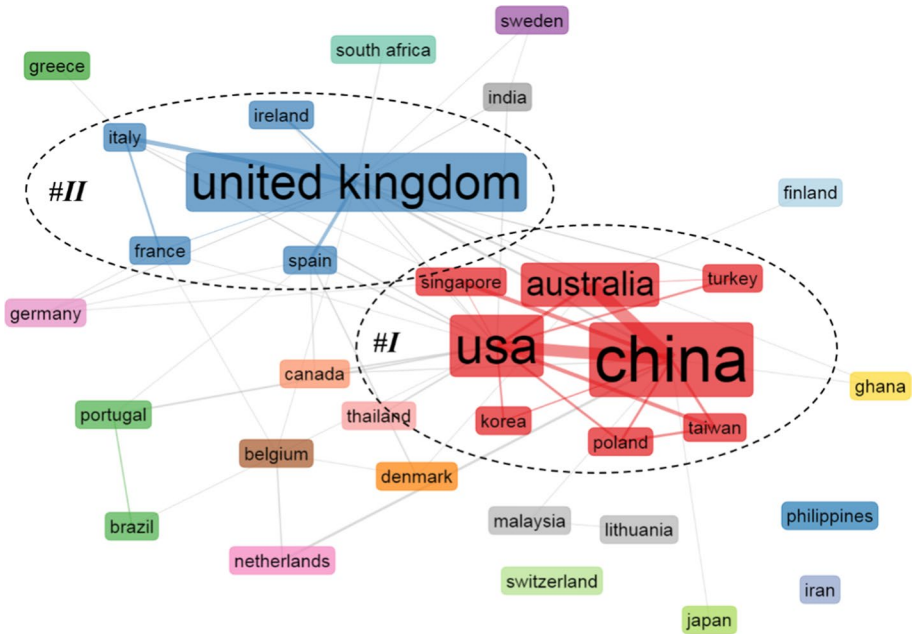 sweden
south africa
greece
india
ireland
italy
united kingdom
#II
finland
france
spain
singapore
australia
turkey
germany
#I
usa
china
canada
ghana
portugal
thailand
korea
taiwan
poland
belgium
denmark
philippines
brazil
malaysia
lithuania
netherlands
switzerland
iran
japan